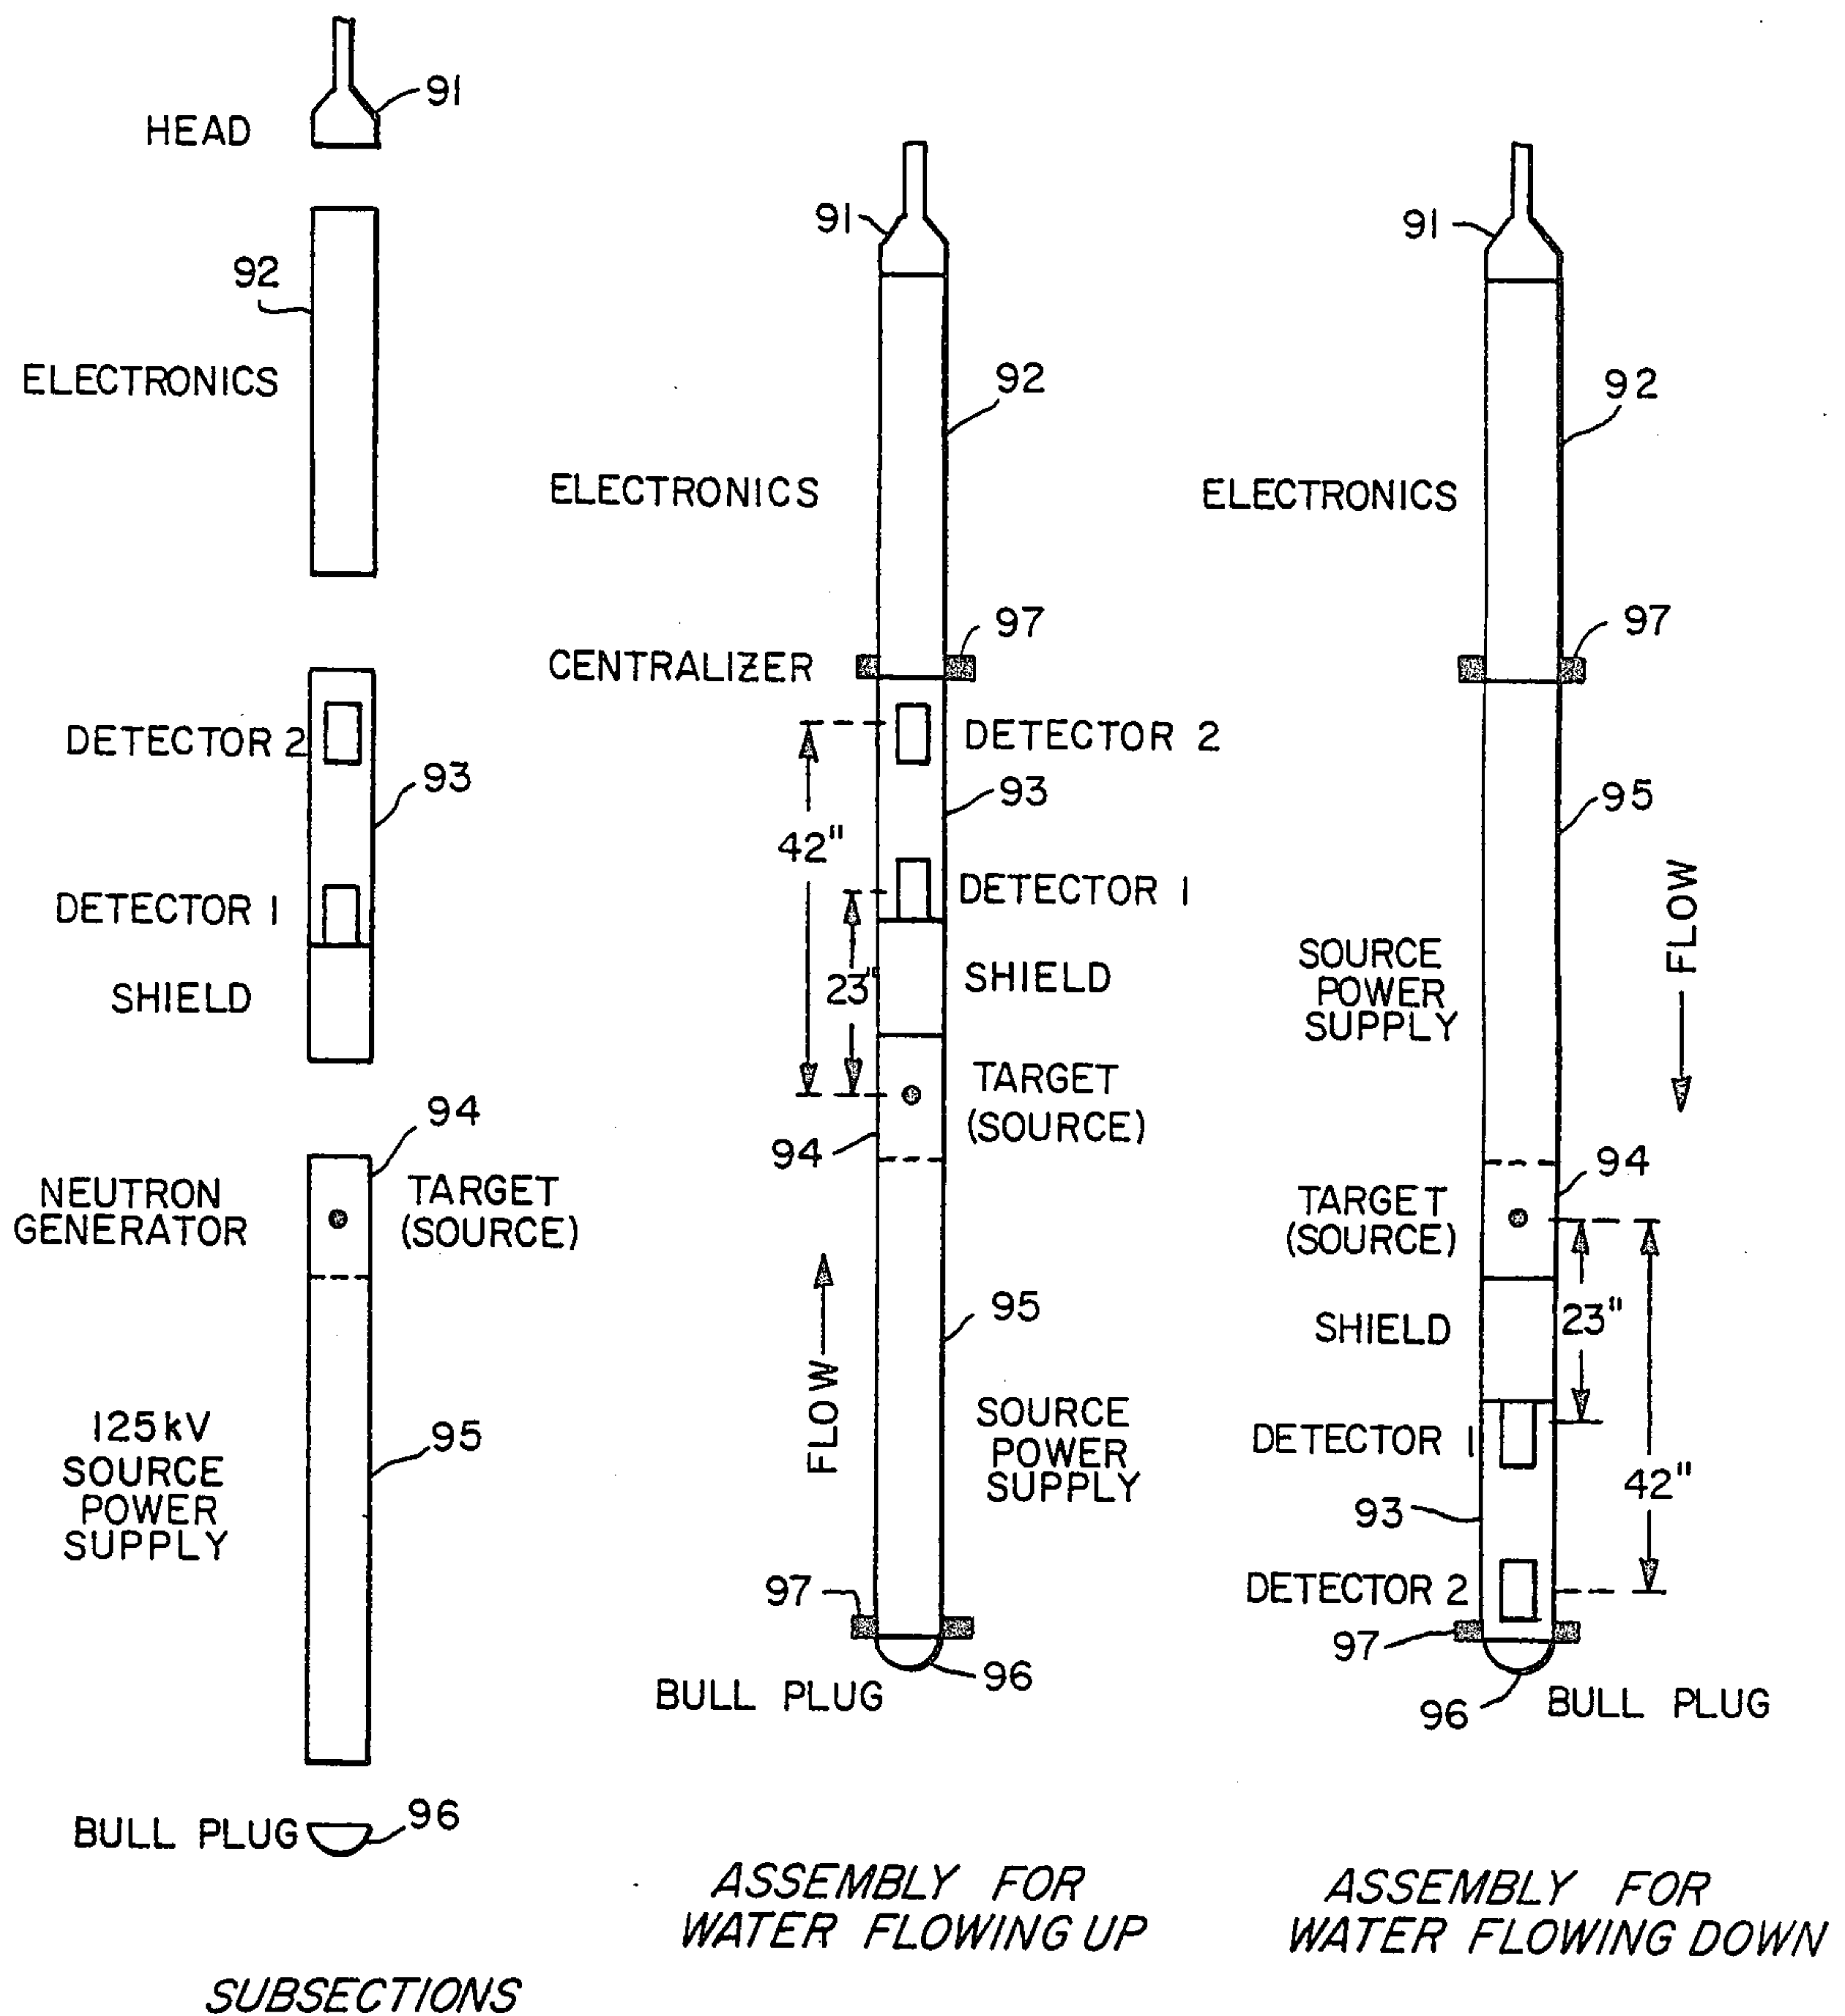 HEAD
91
92
ELECTRONICS
DETECTOR 2
93
DETECTOR 1
SHIELD
94
NEUTRON
GENERATOR
TARGET
(SOURCE)
125kV
SOURCE
POWER
SUPPLY
95
BULL PLUG
96
SUBSECTIONS
91
92
ELECTRONICS
97
CENTRALIZER
DETECTOR 2
93
42"
DETECTOR 1
23"
SHIELD
TARGET
(SOURCE)
94
FLOW
95
SOURCE
POWER
SUPPLY
97
96
BULL PLUG
ASSEMBLY FOR
WATER FLOWING UP
91
92
ELECTRONICS
97
95
FLOW
SOURCE
POWER
SUPPLY
94
TARGET
(SOURCE)
23"
SHIELD
DETECTOR 1
42"
93
DETECTOR 2
97
96
BULL PLUG
ASSEMBLY FOR
WATER FLOWING DOWN